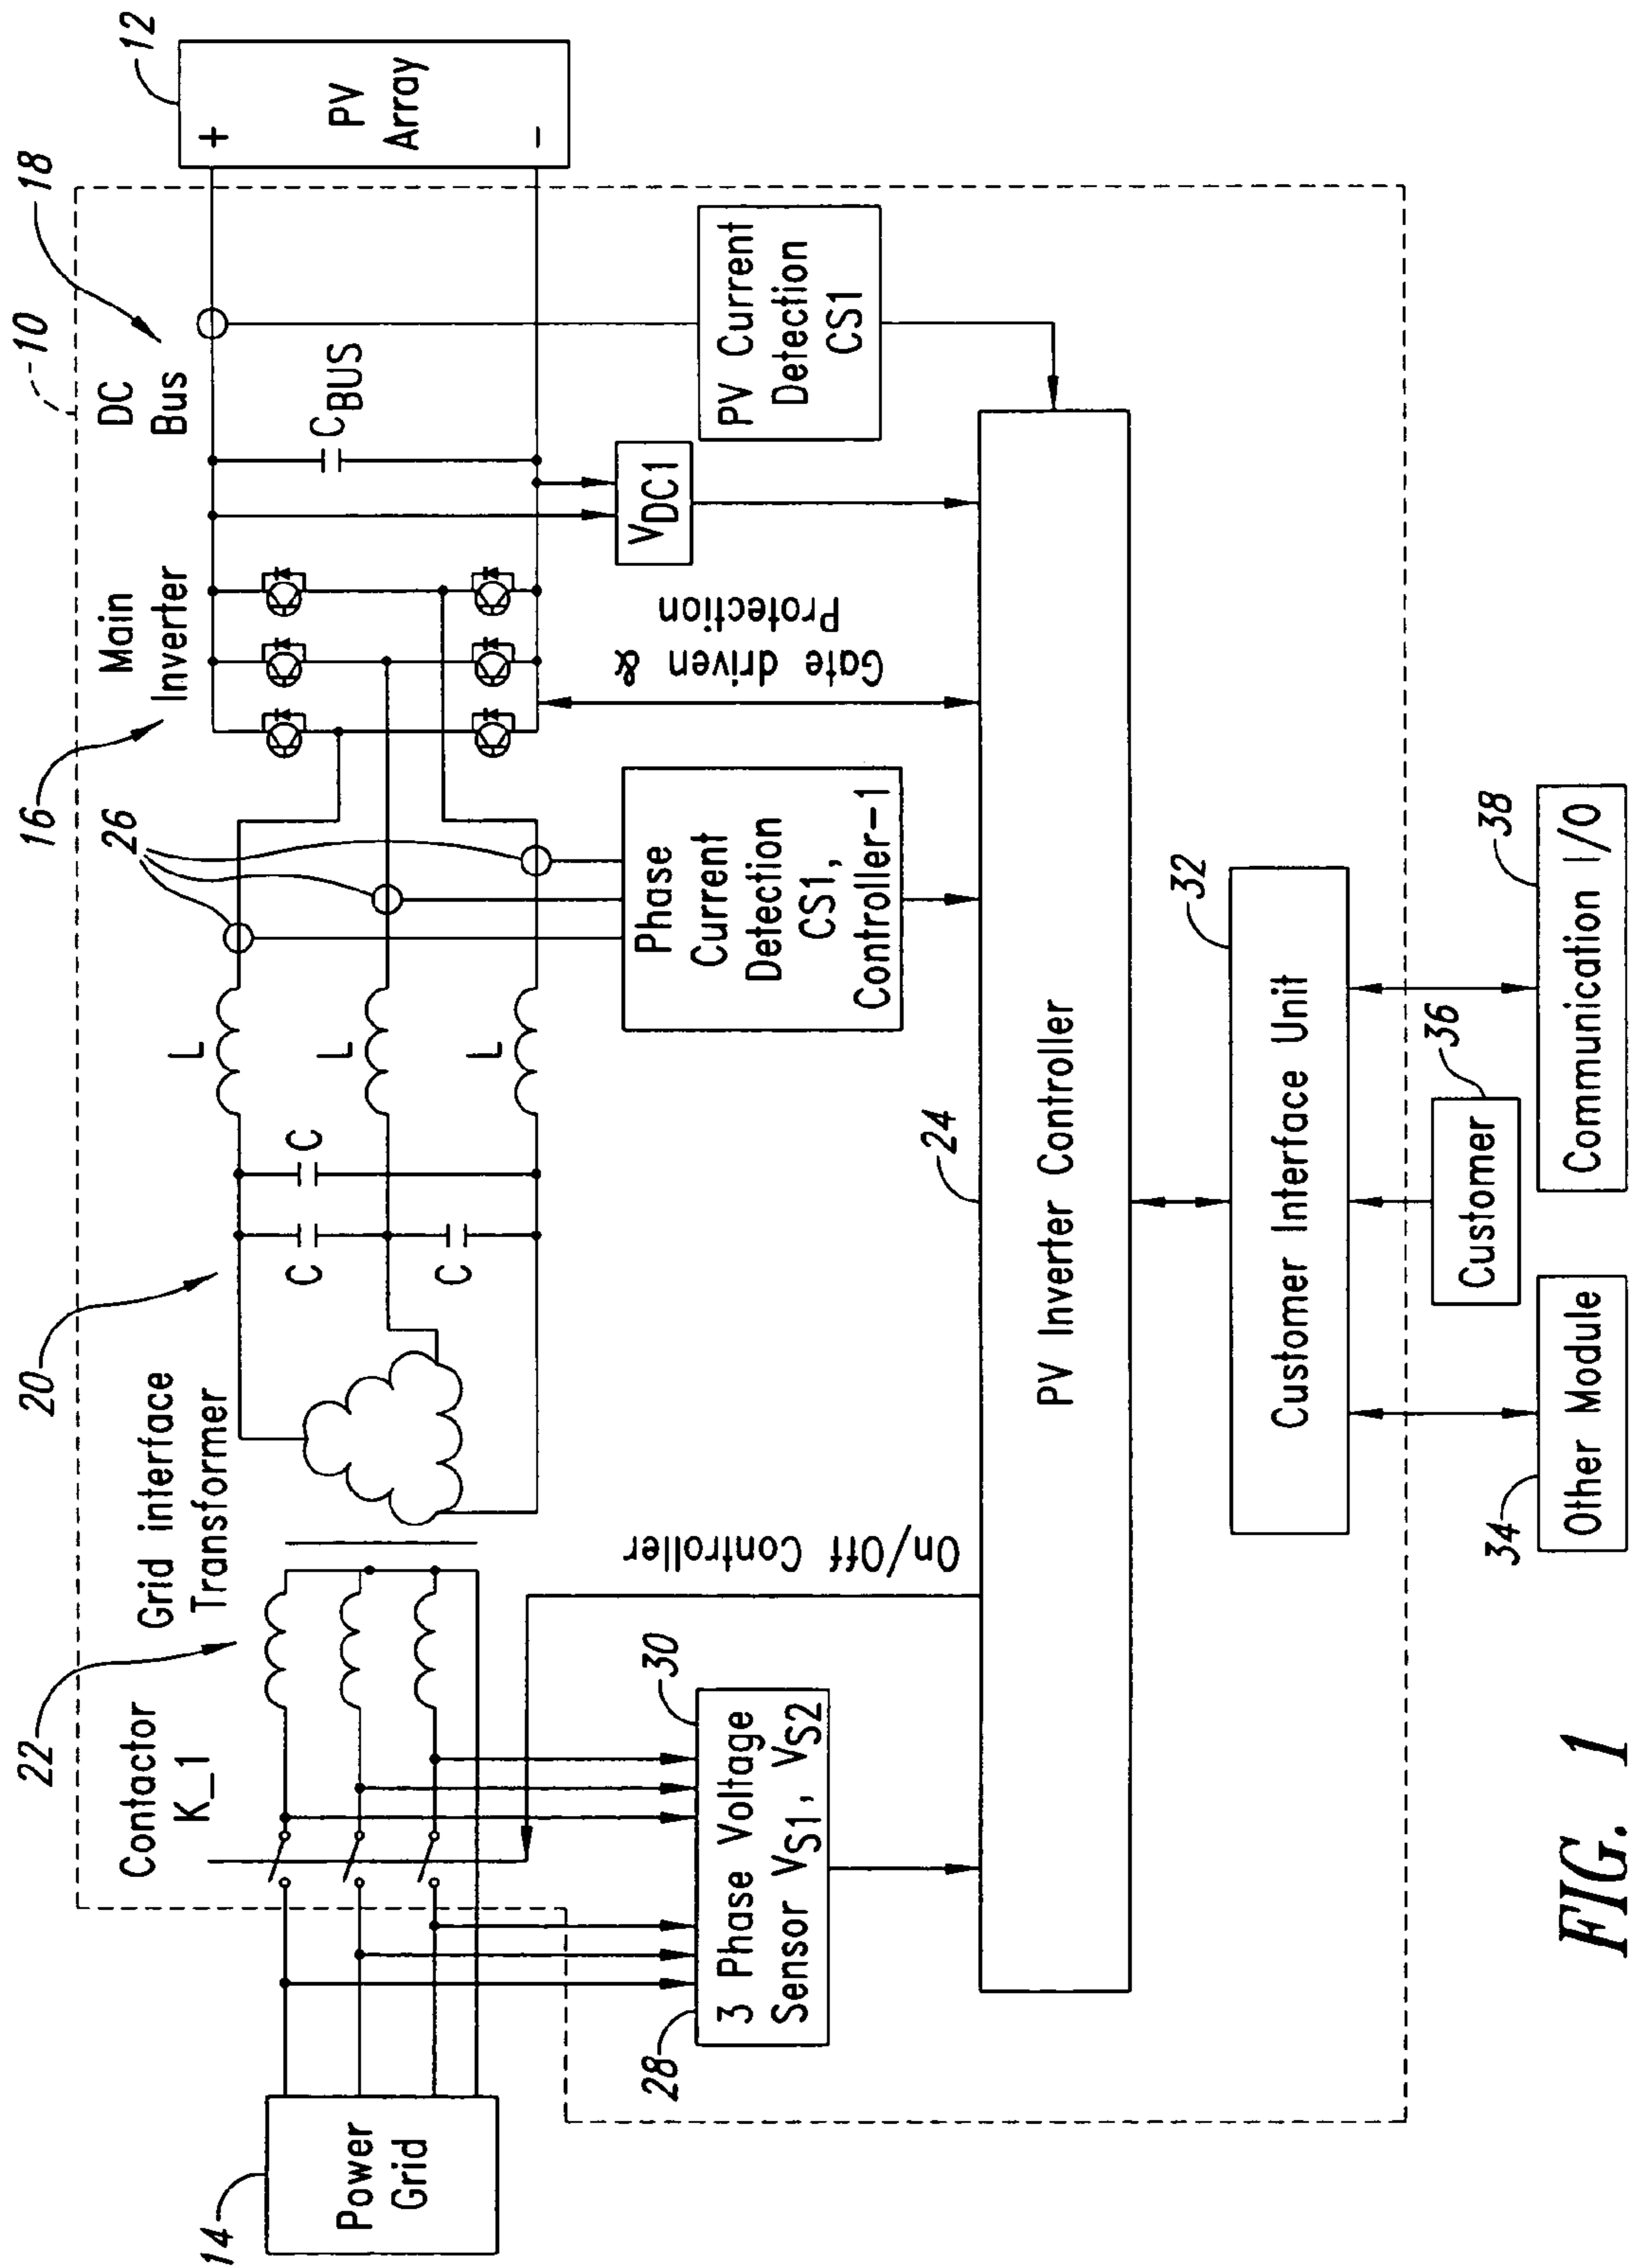 10
18
12
DC
Bus
C BUS
+
PV
Array
-
16
Main
Inverter
26
20
22
Grid interface
Transformer
Contactor
K_1
L
L
L
C
C
C
14
Power
Grid
28
3 Phase Voltage
Sensor VS1, VS2
30
On/Off Controller
Phase
Current
Detection
CS1,
Controller-1
Gate driven &
Protection
VDC1
PV Current
Detection
CS1
24
PV Inverter Controller
32
Customer Interface Unit
34
Other Module
36
Customer
38
Communication I/O
FIG. 1